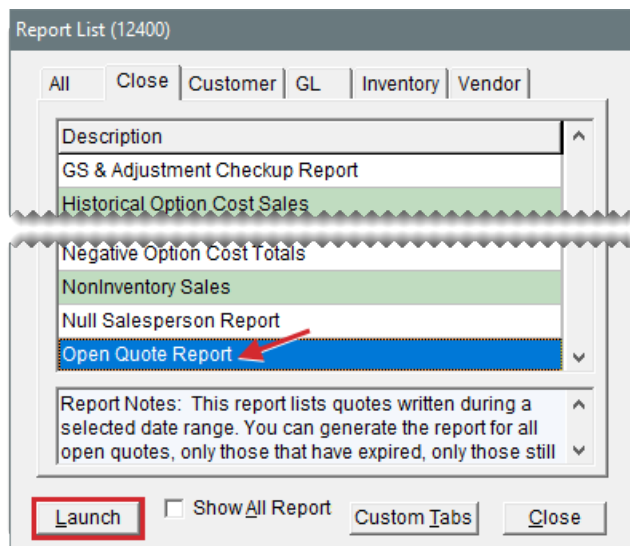 Report List (12400)
All Close Customer GL Inventory Vendor
Description
GS & Adjustment Checkup Report
Historical Option Cost Sales
Negative Option Cost Totals
NonInventory Sales
Null Salesperson Report
Open Quote Report
Report Notes: This report lists quotes written during a
selected date range. You can generate the report for all
open quotes, only those that have expired, only those still
Launch Show All Report Custom Tabs Close